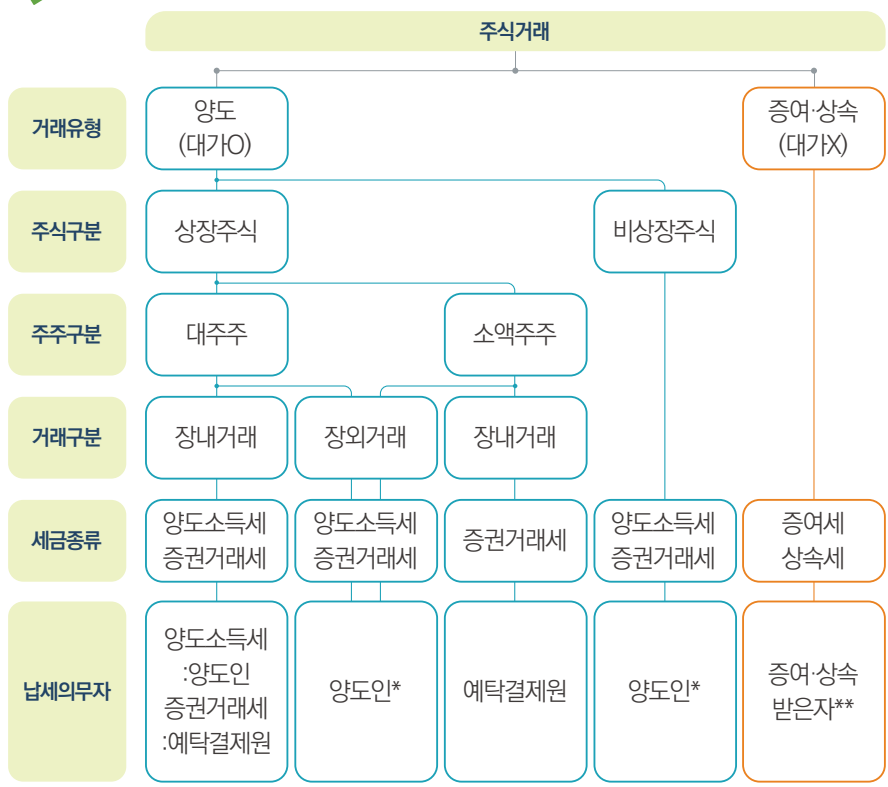 주식거래
거래유형
양도
(대가O)
증여·상속
(대가X)
주식구분
상장주식
비상장주식
주주구분
대주주
소액주주
거래구분
장내거래
장외거래
장내거래
세금종류
양도소득세
증권거래세
양도소득세
증권거래세
증권거래세
양도소득세
증권거래세
증여세
상속세
납세의무자
양도소득세
:양도인
증권거래세
:예탁결제원
양도인*
예탁결제원
양도인*
증여·상속
받은자**